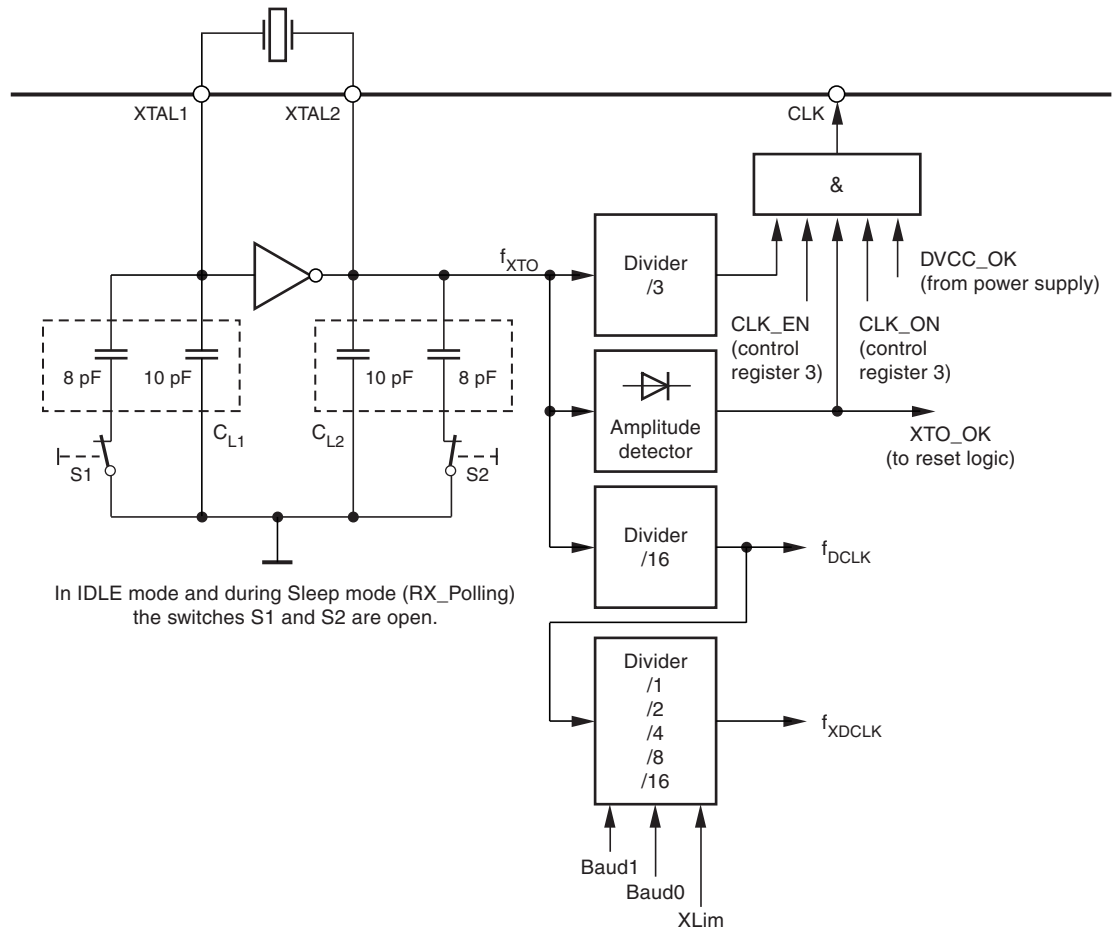 XTAL1
XTAL2
CLK
&
DVCC_OK
(from power supply)
CLK_EN
(control
register 3)
CLK_ON
(control
register 3)
fXTO
Divider
/3
8 pF
10 pF
10 pF
8 pF
CL1
CL2
S1
S2
Amplitude
detector
XTO_OK
(to reset logic)
Divider
/16
fDCLK
In IDLE mode and during Sleep mode (RX_Polling)
the switches S1 and S2 are open.
Divider
/1
/2
/4
/8
/16
fXDCLK
Baud1
Baud0
XLim